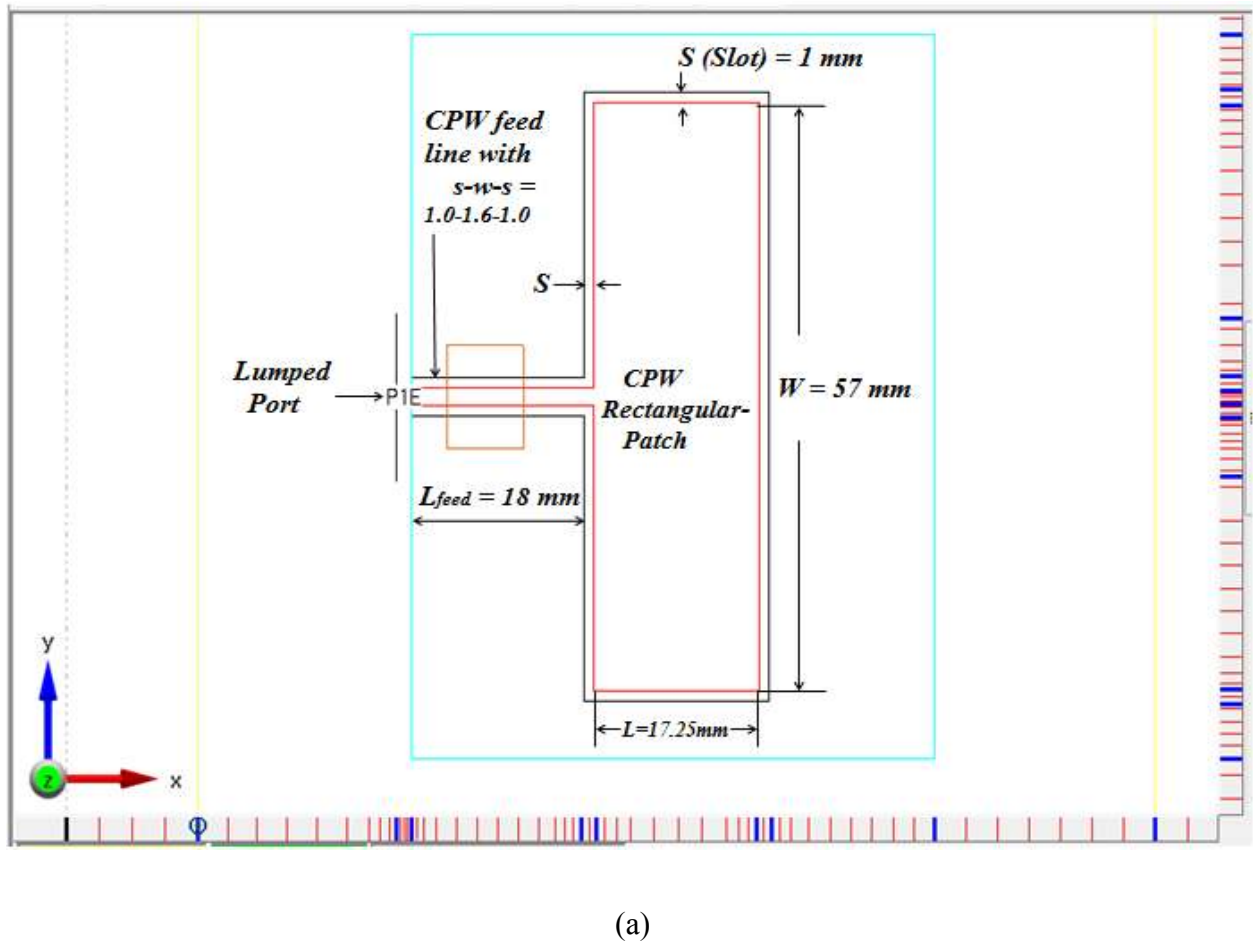 S (Slot) = 1 mm
CPW feed
line with
s-w-s =
1.0-1.6-1.0
S
Lumped
Port
P1E
CPW
Rectangular-
Patch
W = 57 mm
Lfeed = 18 mm
L=17.25mm
y
z
x
(a)